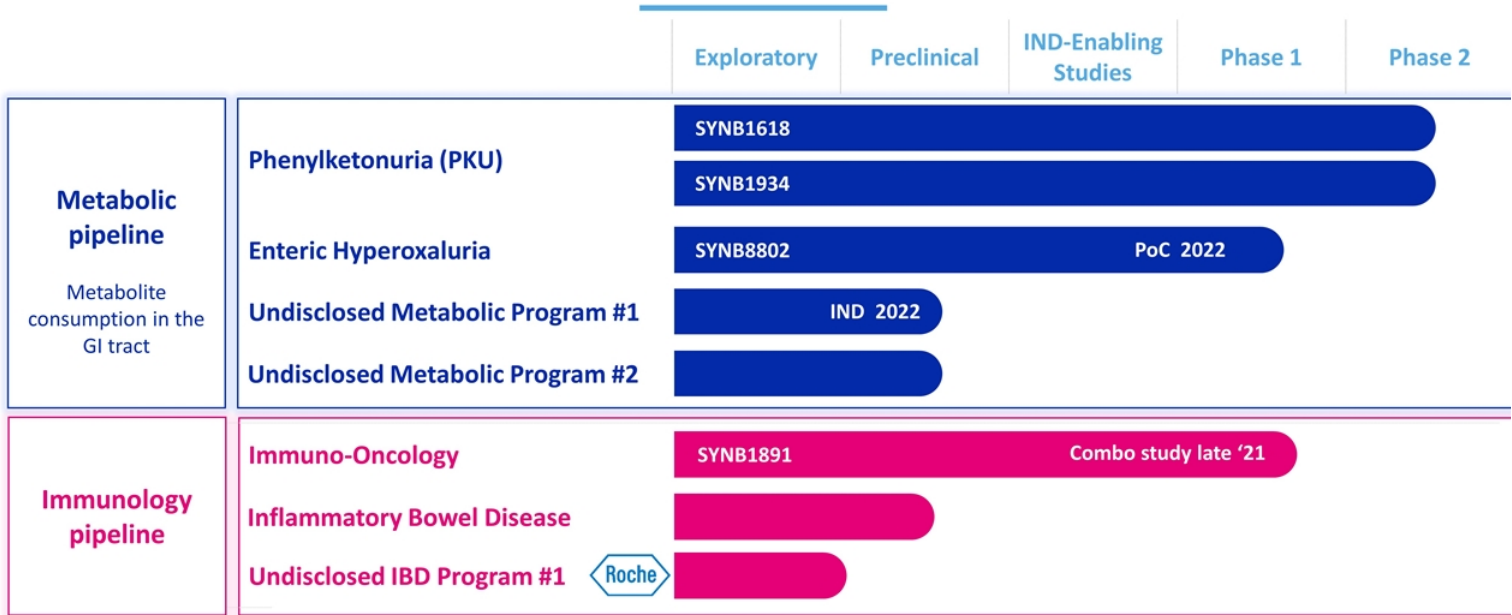 Exploratory
Preclinical
IND-Enabling
Studies
Phase 1
Phase 2
Metabolic
pipeline
Metabolite
consumption in the
GI tract
Phenylketonuria (PKU)
SYNB1618
SYNB1934
Enteric Hyperoxaluria
SYNB8802
PoC 2022
Undisclosed Metabolic Program #1
IND 2022
Undisclosed Metabolic Program #2
Immunology
pipeline
Immuno-Oncology
SYNB1891
Combo study late ‘21
Inflammatory Bowel Disease
Undisclosed IBD Program #1
Roche